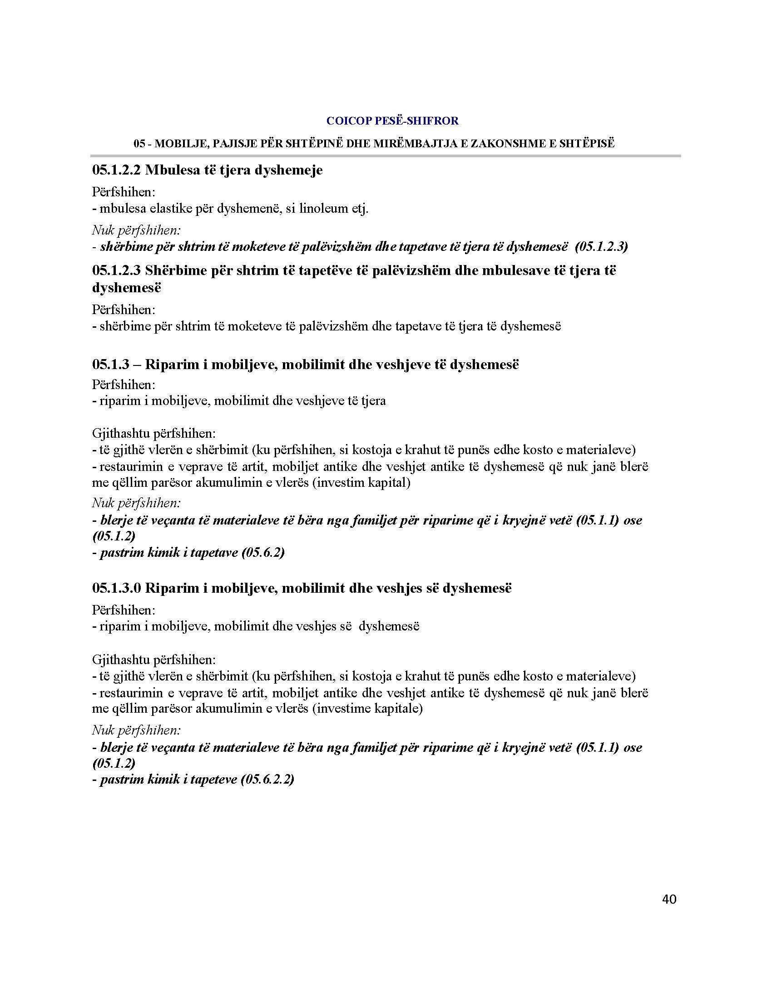 COICOP PESË-SHIFROR
05 - MOBILJE, PAJISJE PËR SHTËPINË DHE MIRËMBAJTJA E ZAKONSHME E SHTËPISË
05.1.2.2 Mbulesa të tjera dyshemeje
Përfshihen:
- mbulesa elastike për dyshemenë, si linoleum etj.
Nuk përfshihen:
- shërbime për shtrim të moketeve të palëvizshëm dhe tapetave të tjera të dyshemesë  (05.1.2.3)
05.1.2.3 Shërbime për shtrim të tapetëve të palëvizshëm dhe mbulesave të tjera të
dyshemesë
Përfshihen:
- shërbime për shtrim të moketeve të palëvizshëm dhe tapetave të tjera të dyshemesë
05.1.3 – Riparim i mobiljeve, mobilimit dhe veshjeve të dyshemesë
Përfshihen:
- riparim i mobiljeve, mobilimit dhe veshjeve të tjera
Gjithashtu përfshihen:
- të gjithë vlerën e shërbimit (ku përfshihen, si kostoja e krahut të punës edhe kosto e materialeve)
- restaurimin e veprave të artit, mobiljet antike dhe veshjet antike të dyshemesë që nuk janë blerë
me qëllim parësor akumulimin e vlerës (investim kapital)
Nuk përfshihen:
- blerje të veçanta të materialeve të bëra nga familjet për riparime që i kryejnë vetë (05.1.1) ose
(05.1.2)
- pastrim kimik i tapetave (05.6.2)
05.1.3.0 Riparim i mobiljeve, mobilimit dhe veshjes së dyshemesë
Përfshihen:
- riparim i mobiljeve, mobilimit dhe veshjes së  dyshemesë
Gjithashtu përfshihen:
- të gjithë vlerën e shërbimit (ku përfshihen, si kostoja e krahut të punës edhe kosto e materialeve)
- restaurimin e veprave të artit, mobiljet antike dhe veshjet antike të dyshemesë që nuk janë blerë
me qëllim parësor akumulimin e vlerës (investime kapitale)
Nuk përfshihen:
- blerje të veçanta të materialeve të bëra nga familjet për riparime që i kryejnë vetë (05.1.1) ose
(05.1.2)
- pastrim kimik i tapeteve (05.6.2.2)
40